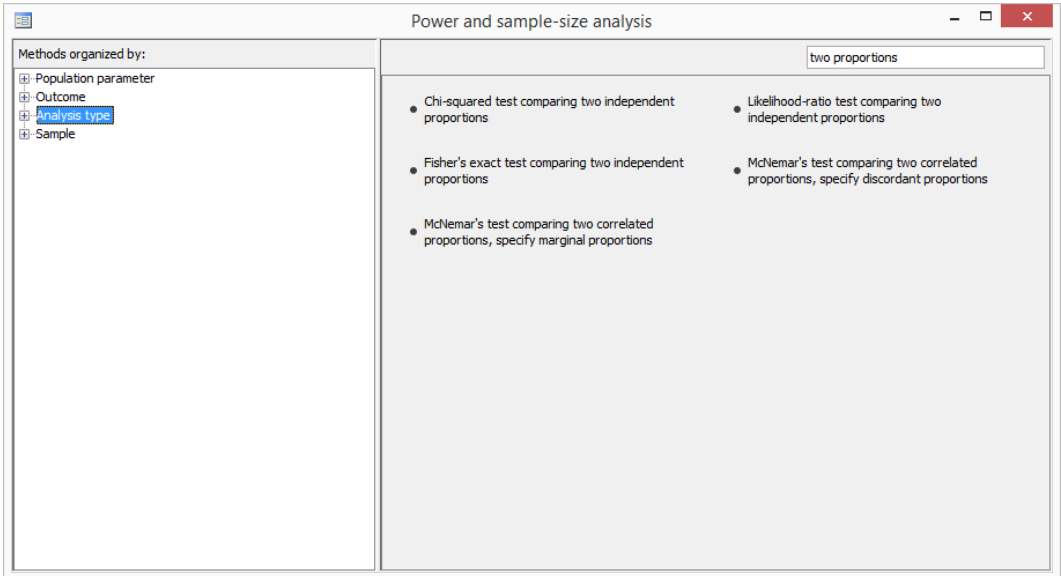 Power and sample-size analysis
Methods organized by:
two proportions
Population parameter
Outcome
Analysis type
Sample
Chi-squared test comparing two independent
proportions
Likelihood-ratio test comparing two
independent proportions
Fisher's exact test comparing two independent
proportions
McNemar's test comparing two correlated
proportions, specify discordant proportions
McNemar's test comparing two correlated
proportions, specify marginal proportions